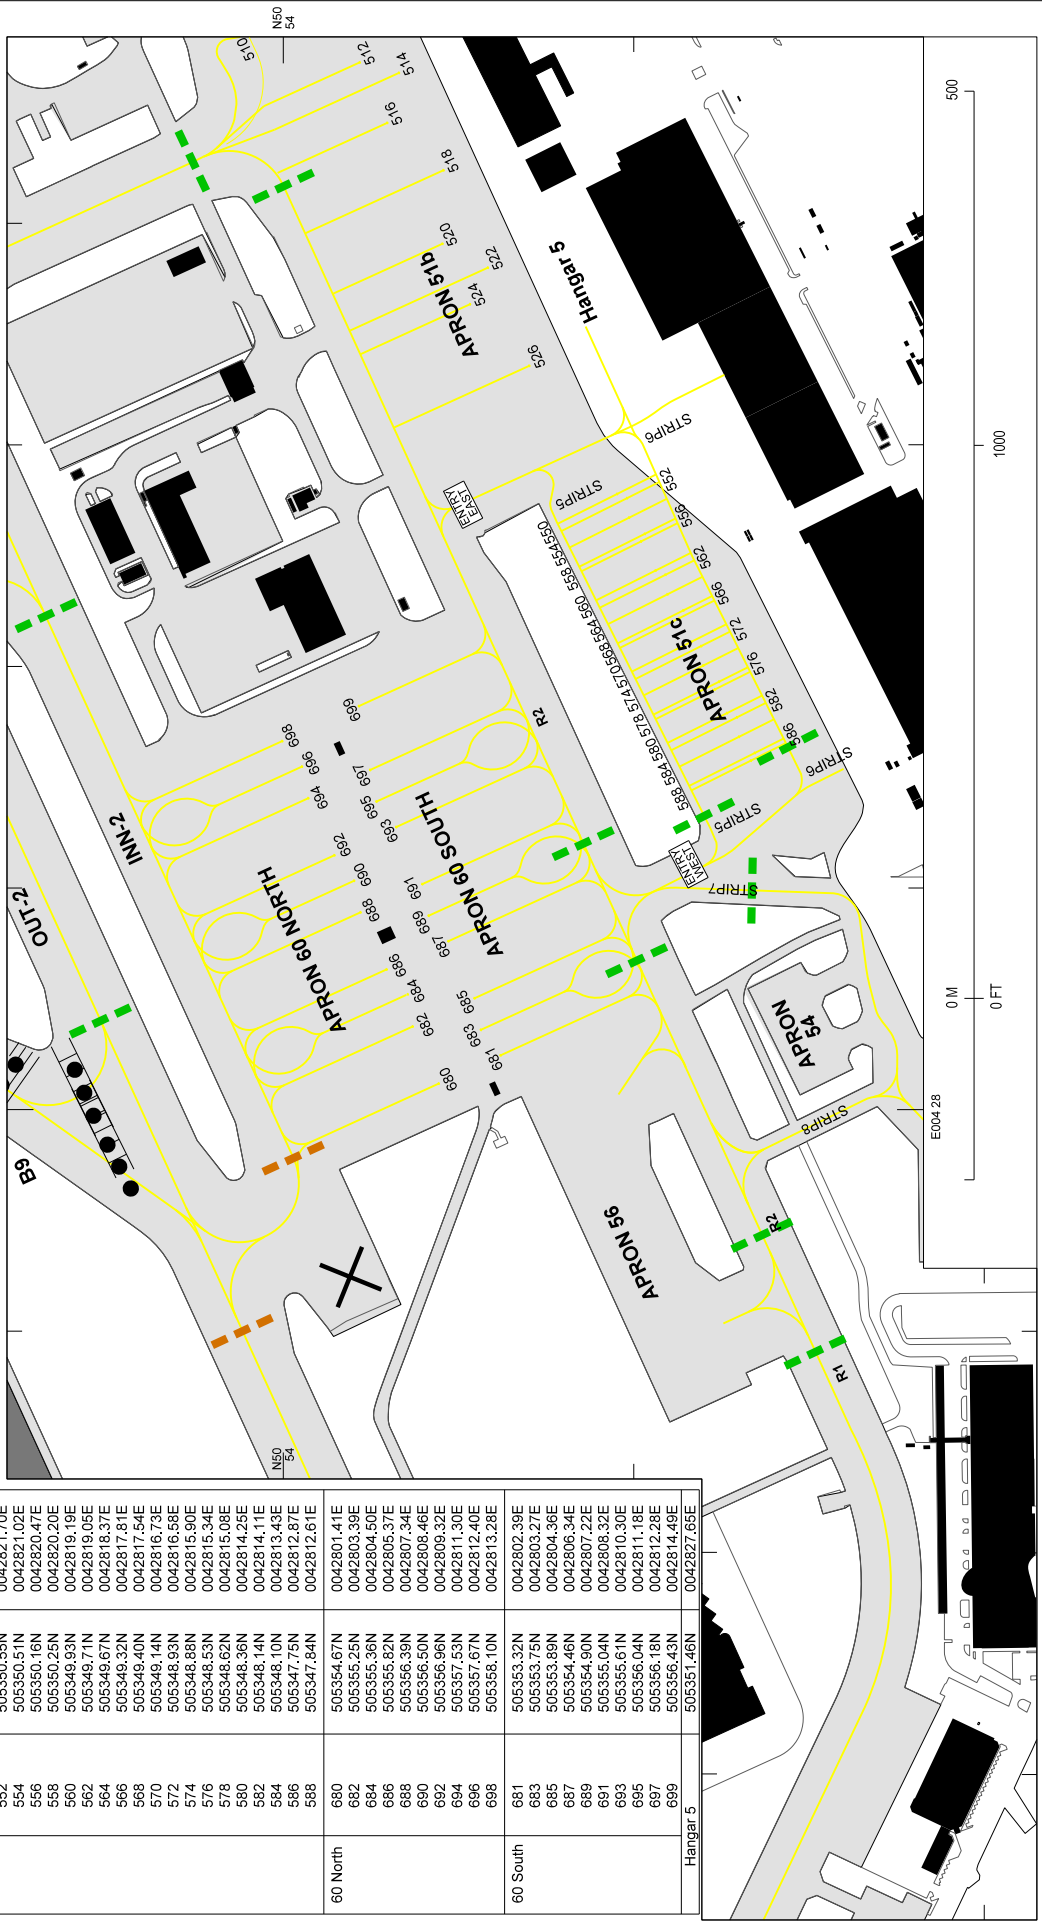 N50
54
510
512
514
516
518
520
522
524
526
APRON 51b
Hangar 5
ENTRY
EAST
STRIP5
STRIP6
550
554
558
560
564
568
570
574
578
580
584
588
552
556
562
566
572
576
582
586
APRON 51c
STRIP6
STRIP5
ENTRY
WEST
STRIP7
R2
OUT-2
INN-2
B9
698
696
694
692
690
688
686
684
682
680
APRON 60 NORTH
699
697
695
693
691
689
687
685
683
681
APRON 60 SOUTH
APRON
54
STRIP8
APRON 56
R2
R1
N50
54
E004 28
0 M
500
0 FT
1000
554 505350.51N 0042821.02E
556 505350.16N 0042820.47E
558 505350.25N 0042820.20E
560 505349.93N 0042819.19E
562 505349.71N 0042819.05E
564 505349.67N 0042818.37E
566 505349.32N 0042817.81E
568 505349.40N 0042817.54E
570 505349.14N 0042816.73E
572 505348.93N 0042816.58E
574 505348.88N 0042815.90E
576 505348.53N 0042815.34E
578 505348.62N 0042815.08E
580 505348.36N 0042814.25E
582 505348.14N 0042814.11E
584 505348.10N 0042813.43E
586 505347.75N 0042812.87E
588 505347.84N 0042812.61E
60 North 680 505354.67N 0042801.41E
682 505355.25N 0042803.39E
684 505355.36N 0042804.50E
686 505355.82N 0042805.37E
688 505356.39N 0042807.34E
690 505356.50N 0042808.46E
692 505356.96N 0042809.32E
694 505357.53N 0042811.30E
696 505357.67N 0042812.40E
698 505358.10N 0042813.28E
60 South 681 505353.32N 0042802.39E
683 505353.75N 0042803.27E
685 505353.89N 0042804.36E
687 505354.46N 0042806.34E
689 505354.90N 0042807.22E
691 505355.04N 0042808.32E
693 505355.61N 0042810.30E
695 505356.04N 0042811.18E
697 505356.18N 0042812.28E
699 505356.43N 0042814.49E
Hangar 5 505351.46N 0042827.65E